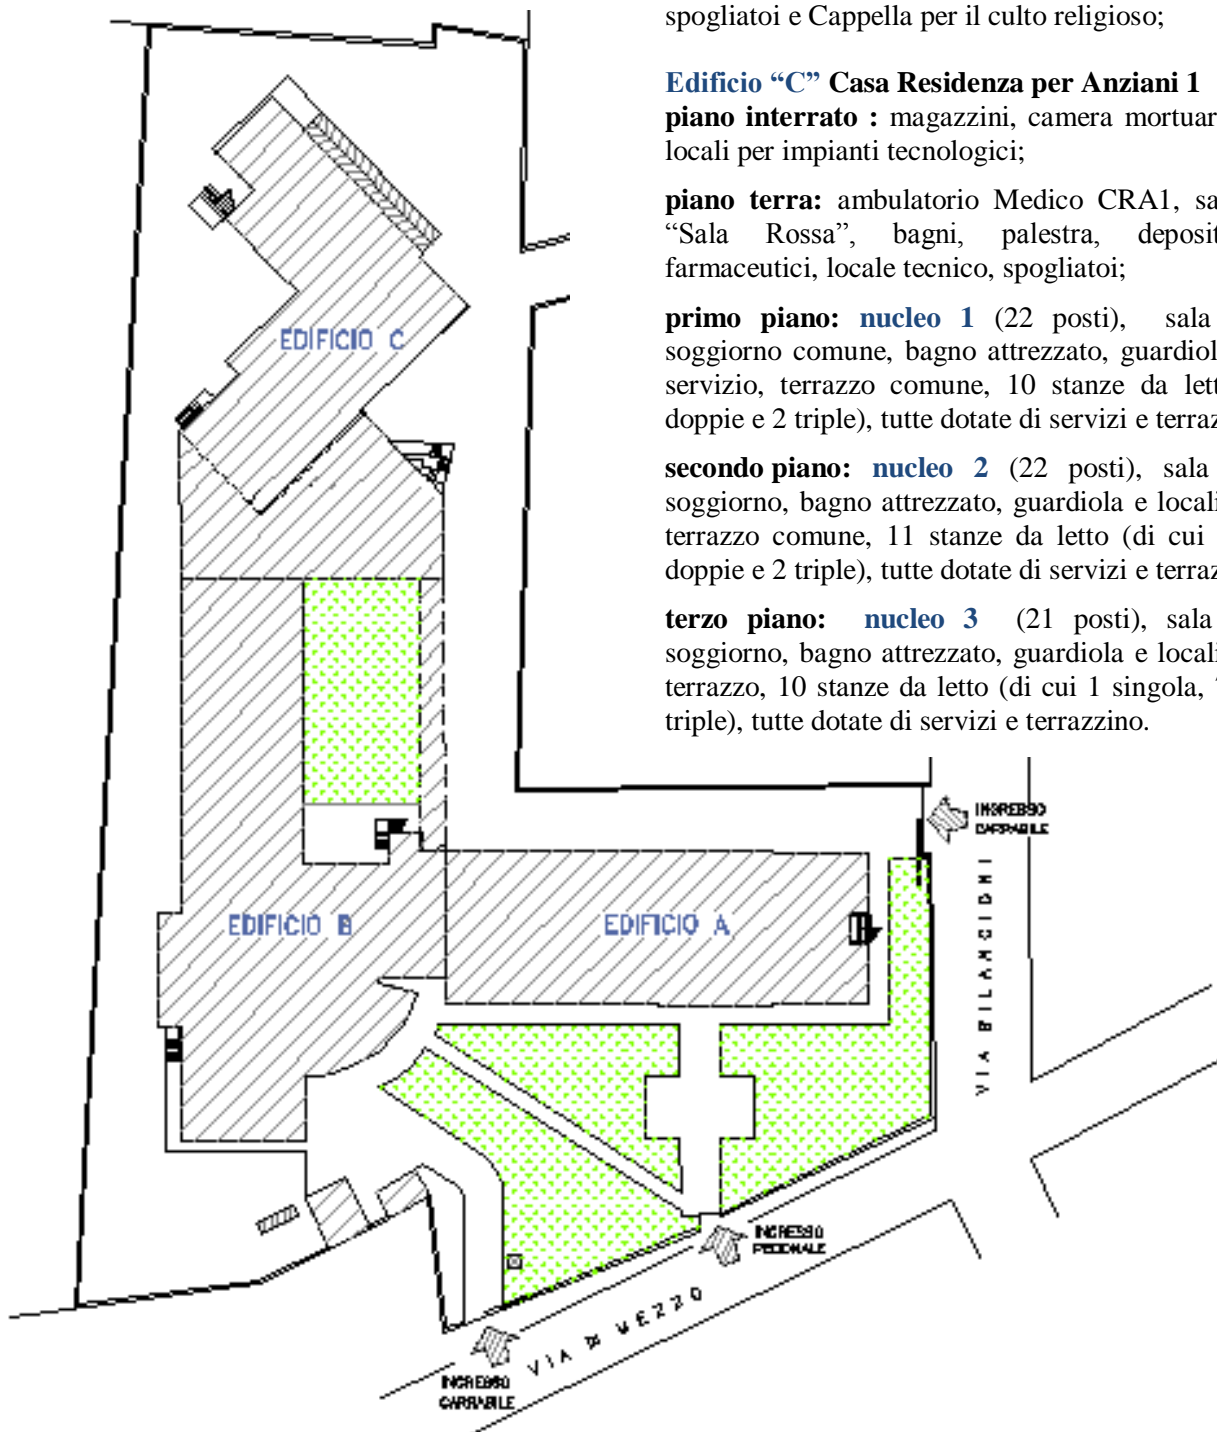 spogliatoi e Cappella per il culto religioso;
Edificio “C” Casa Residenza per Anziani 1
piano interrato : magazzini, camera mortuar
locali per impianti tecnologici;
piano terra: ambulatorio Medico CRA1, sa
“Sala Rossa”, bagni, palestra, deposit
farmaceutici, locale tecnico, spogliatoi;
primo piano: nucleo 1 (22 posti), sala
soggiorno comune, bagno attrezzato, guardiol
servizio, terrazzo comune, 10 stanze da lett
doppie e 2 triple), tutte dotate di servizi e terraz
secondo piano: nucleo 2 (22 posti), sala
soggiorno, bagno attrezzato, guardiola e locali
terrazzo comune, 11 stanze da letto (di cui
doppie e 2 triple), tutte dotate di servizi e terraz
terzo piano: nucleo 3 (21 posti), sala
soggiorno, bagno attrezzato, guardiola e locali
terrazzo, 10 stanze da letto (di cui 1 singola,
triple), tutte dotate di servizi e terrazzino.
EDIFICIO C
INGRESSO
CARRABILE
EDIFICIO B
EDIFICIO A
VIA BILANCIONI
INGRESSO
PEDONALE
VIA DI MEZZO
INGRESSO
CARRABILE